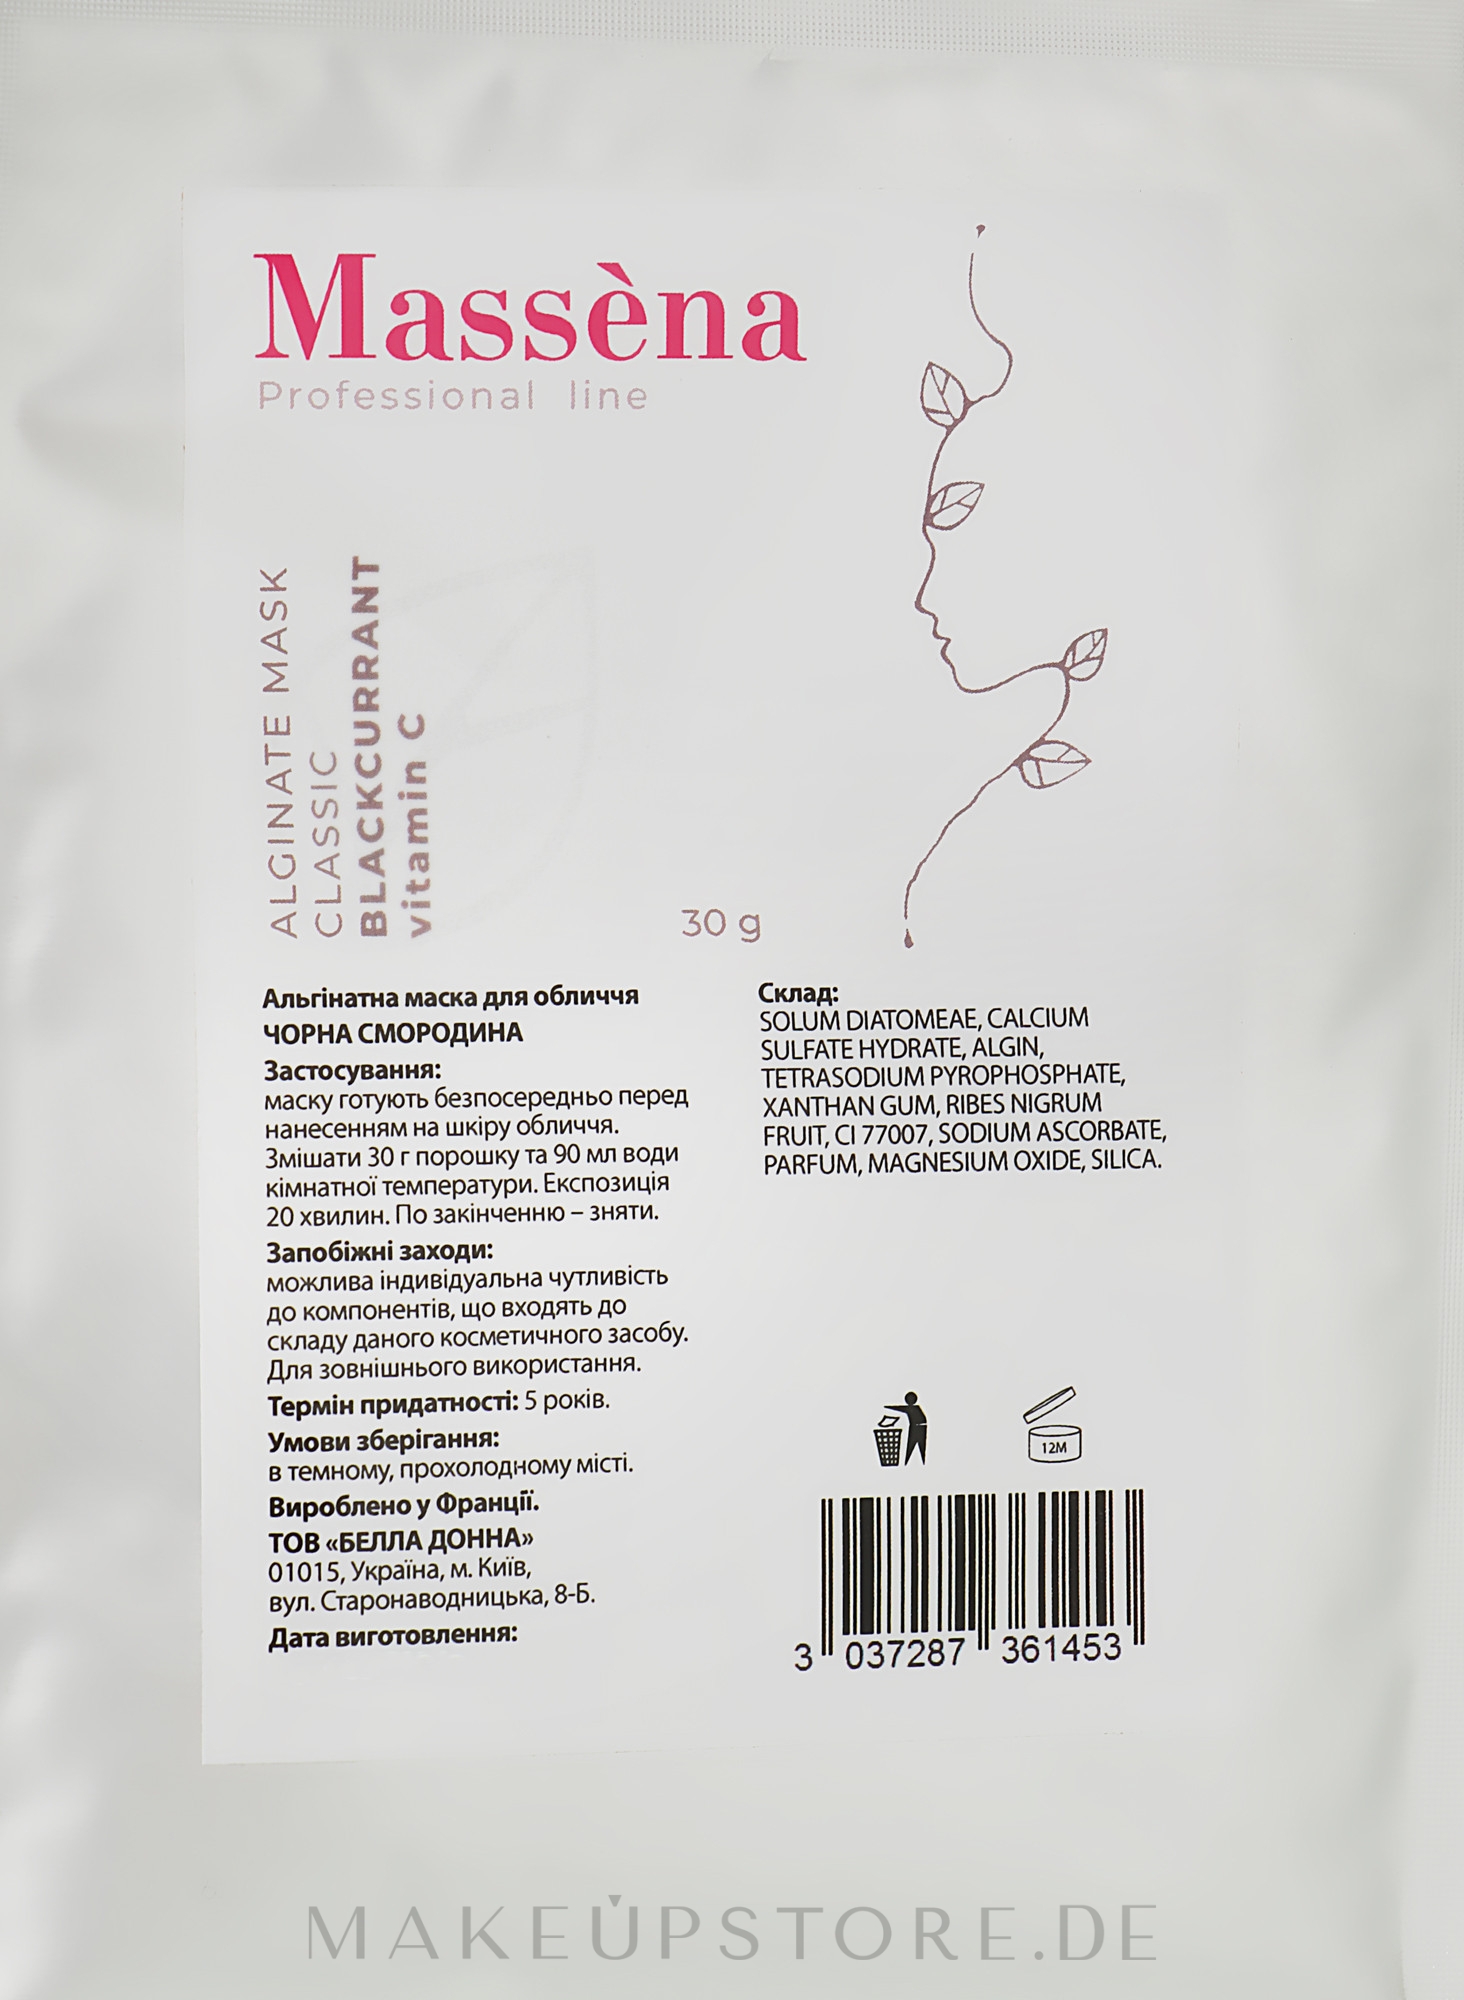 Massèna
Professional line
ALGINATE MASK
CLASSIC
BLACKCURRANT
vitamin C
30 g
Альгінатна маска для обличчя
ЧОРНА СМОРОДИНА
Застосування:
маску готують безпосередньо перед
нанесенням на шкіру обличчя.
Змішати 30 г порошку та 90 мл води
кімнатної температури. Експозиція
20 хвилин. По закінченню – зняти.
Запобіжні заходи:
можлива індивідуальна чутливість
до компонентів, що входять до
складу даного косметичного засобу.
Для зовнішнього використання.
Термін придатності: 5 років.
Умови зберігання:
в темному, прохолодному місті.
Вироблено у Франції.
ТОВ «БЕЛЛА ДОННА»
01015, Україна, м. Київ,
вул. Старонаводницька, 8-Б.
Дата виготовлення:
Склад:
SOLUM DIATOMEAE, CALCIUM
SULFATE HYDRATE, ALGIN,
TETRASODIUM PYROPHOSPHATE,
XANTHAN GUM, RIBES NIGRUM
FRUIT, CI 77007, SODIUM ASCORBATE,
PARFUM, MAGNESIUM OXIDE, SILICA.
12M
3 037287 361453
MAKEUPSTORE.DE